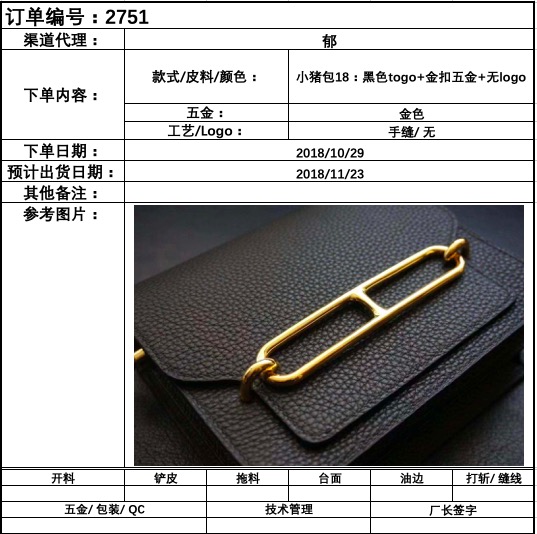 订单编号：2751
渠道代理：
郁
下单内容：
款式/皮料/颜色：
小猪包18：黑色togo+金扣五金+无logo
五金：
金色
工艺/Logo：
手缝/ 无
下单日期：
2018/10/29
预计出货日期：
2018/11/23
其他备注：
参考图片：
开料
铲皮
拖料
台面
油边
打斩/ 缝线
五金/ 包装/ QC
技术管理
厂长签字